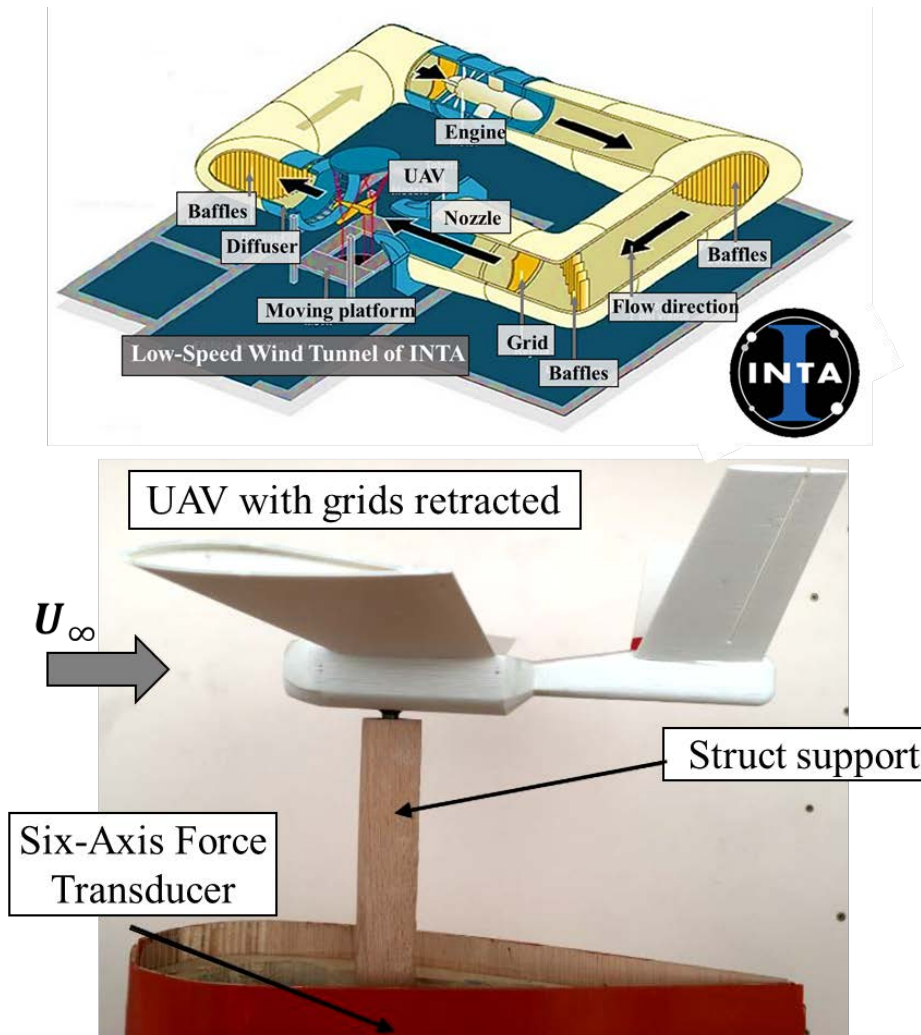 Engine
UAV
Baffles
Nozzle
Diffuser
Baffles
Moving platform
Flow direction
Grid
Low-Speed Wind Tunnel of INTA
Baffles
INTA
UAV with grids retracted
U∞
Struct support
Six-Axis Force
Transducer